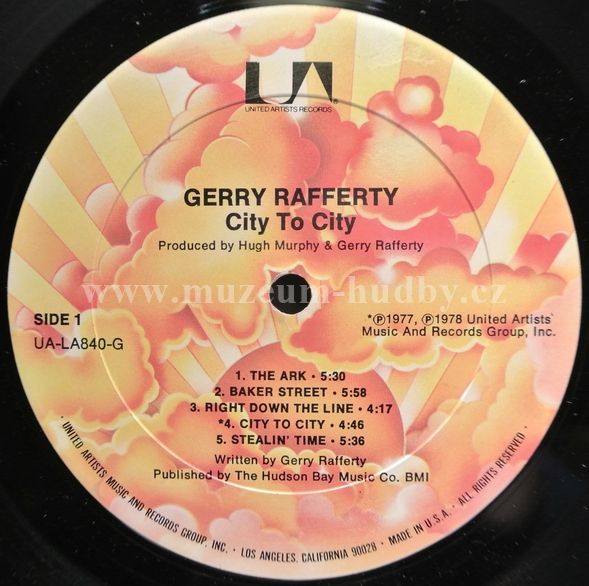 UA®
UNITED ARTISTS RECORDS
GERRY RAFFERTY
City To City
Produced by Hugh Murphy & Gerry Rafferty
www.muzeum-hudby.cz
SIDE 1
UA-LA840-G
*℗1977, ℗1978 United Artists
Music And Records Group, Inc.
1. THE ARK • 5:30
2. BAKER STREET • 5:58
3. RIGHT DOWN THE LINE • 4:17
*4. CITY TO CITY • 4:46
5. STEALIN' TIME • 5:36
Written by Gerry Rafferty
Published by The Hudson Bay Music Co. BMI
• UNITED ARTISTS MUSIC AND RECORDS GROUP, INC. • LOS ANGELES, CALIFORNIA 90028 • MADE IN U.S.A. • ALL RIGHTS RESERVED •